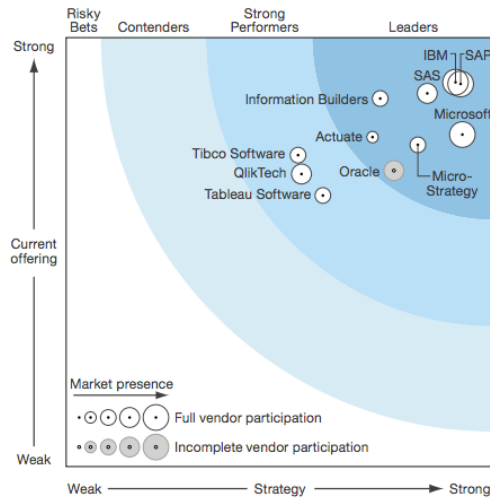 Risky
Bets
Contenders
Strong
Performers
Leaders
Strong
IBM
SAP
SAS
Information Builders
Microsoft
Actuate
Tibco Software
QlikTech
Oracle
Micro-
Strategy
Tableau Software
Current
offering
Market presence
Full vendor participation
Incomplete vendor participation
Weak
Weak
Strategy
Strong